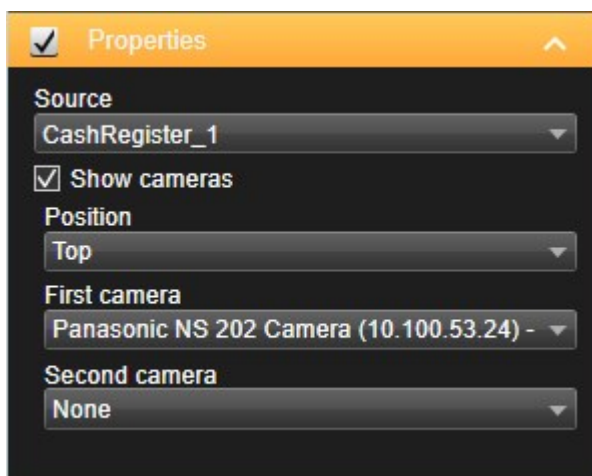 Properties
Source
CashRegister_1
Show cameras
Position
Top
First camera
Panasonic NS 202 Camera (10.100.53.24) -
Second camera
None